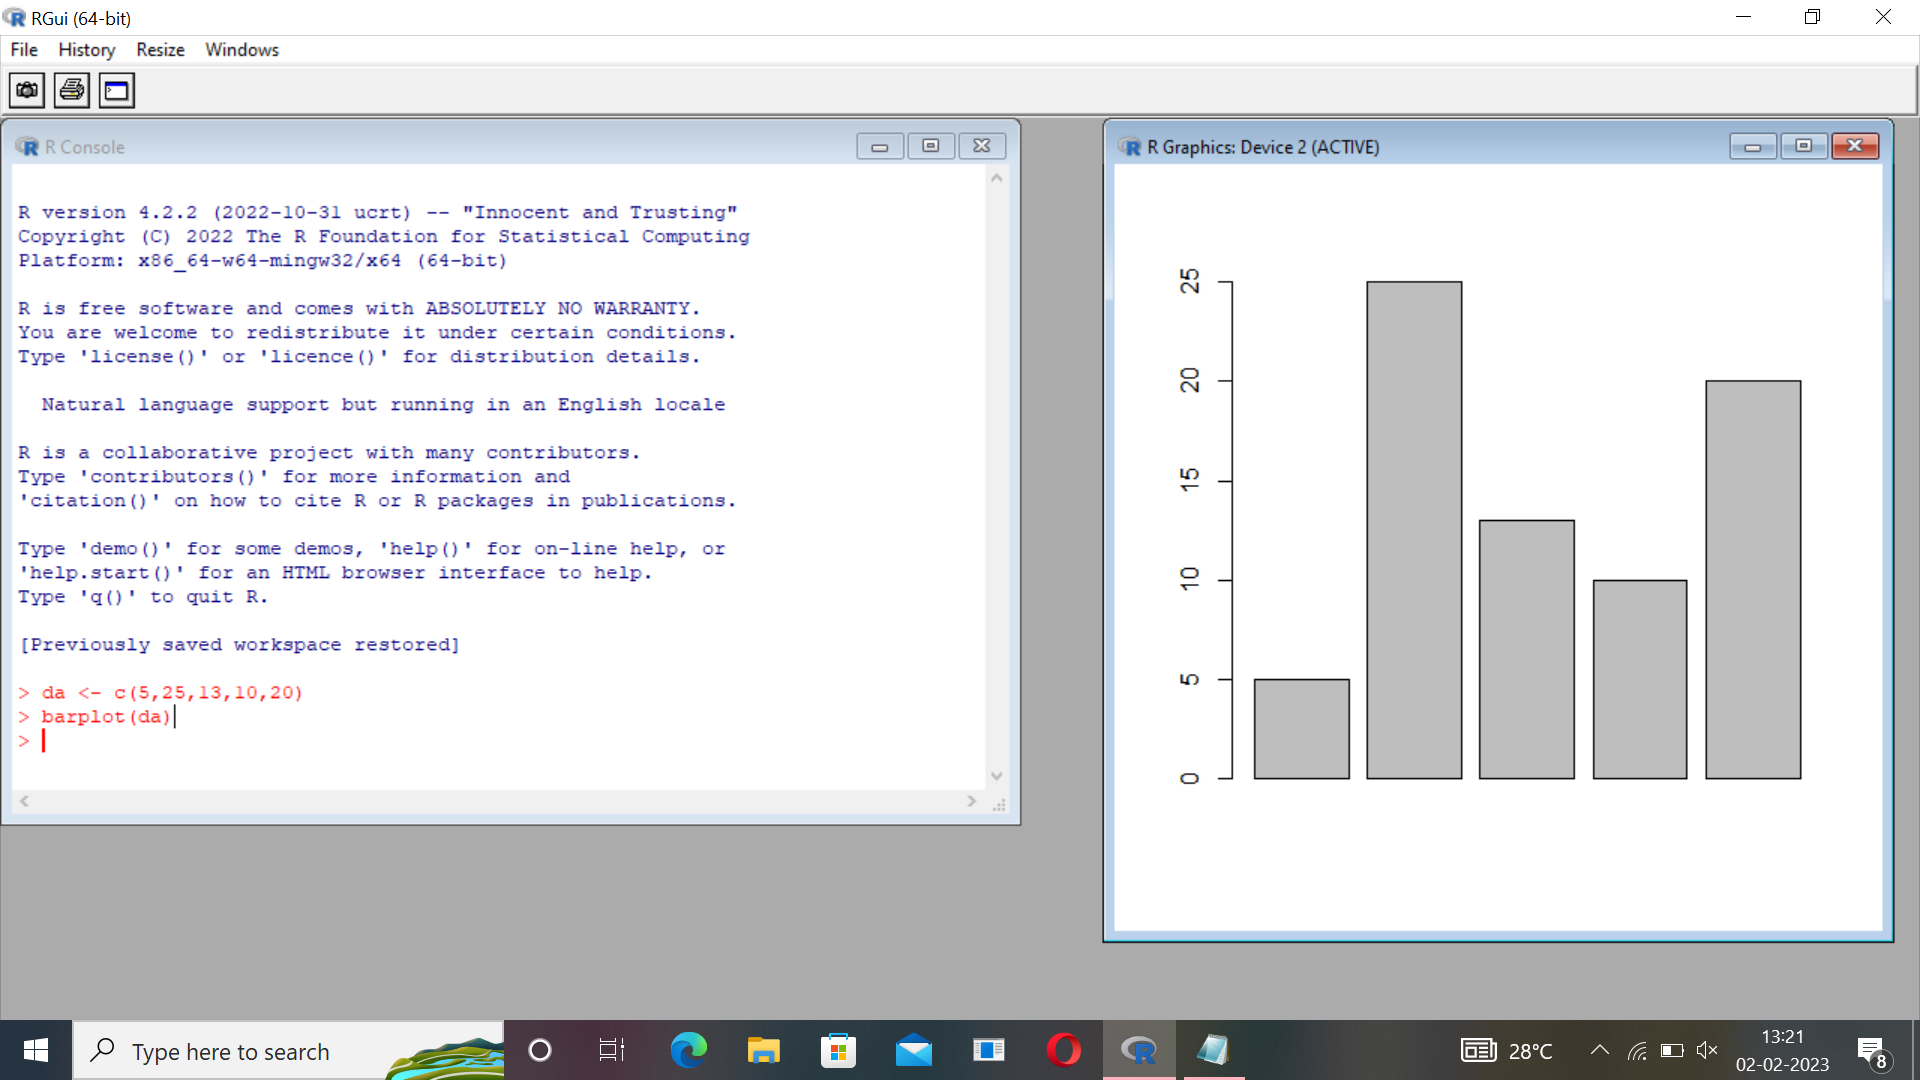 RGui (64-bit)
File History Resize Windows
R Console
R version 4.2.2 (2022-10-31 ucrt) -- "Innocent and Trusting"
Copyright (C) 2022 The R Foundation for Statistical Computing
Platform: x86_64-w64-mingw32/x64 (64-bit)
R is free software and comes with ABSOLUTELY NO WARRANTY.
You are welcome to redistribute it under certain conditions.
Type 'license()' or 'licence()' for distribution details.
Natural language support but running in an English locale
R is a collaborative project with many contributors.
Type 'contributors()' for more information and
'citation()' on how to cite R or R packages in publications.
Type 'demo()' for some demos, 'help()' for on-line help, or
'help.start()' for an HTML browser interface to help.
Type 'q()' to quit R.
[Previously saved workspace restored]
> da <- c(5,25,13,10,20)
> barplot(da)
>
R Graphics: Device 2 (ACTIVE)
25
20
15
10
5
0
Type here to search
28°C
13:21
02-02-2023
8